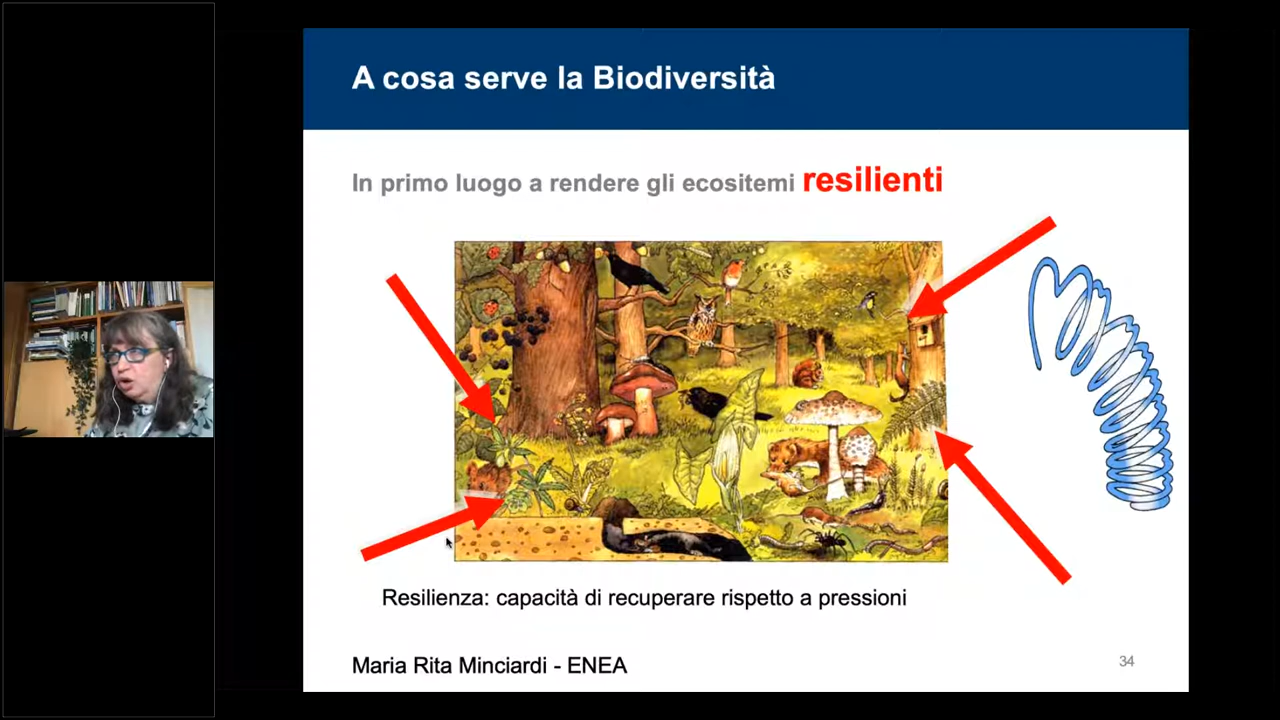 A cosa serve la Biodiversità
In primo luogo a rendere gli ecositemi resilienti
Resilienza: capacità di recuperare rispetto a pressioni
Maria Rita Minciardi - ENEA
34